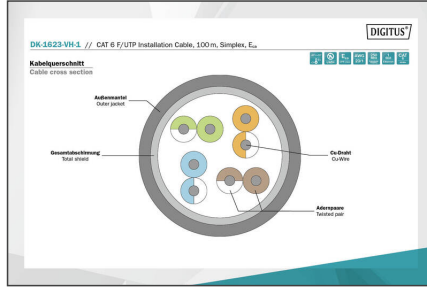 DIGITUS®
DK-1623-VH-1 // CAT 6 F/UTP Installation Cable, 100 m, Simplex, Eca
Kabelquerschnitt
Cable cross section
Außenmantel
Outer jacket
Gesamtabschirmung
Total shield
Cu-Draht
Cu-Wire
Adernpaare
Twisted pair